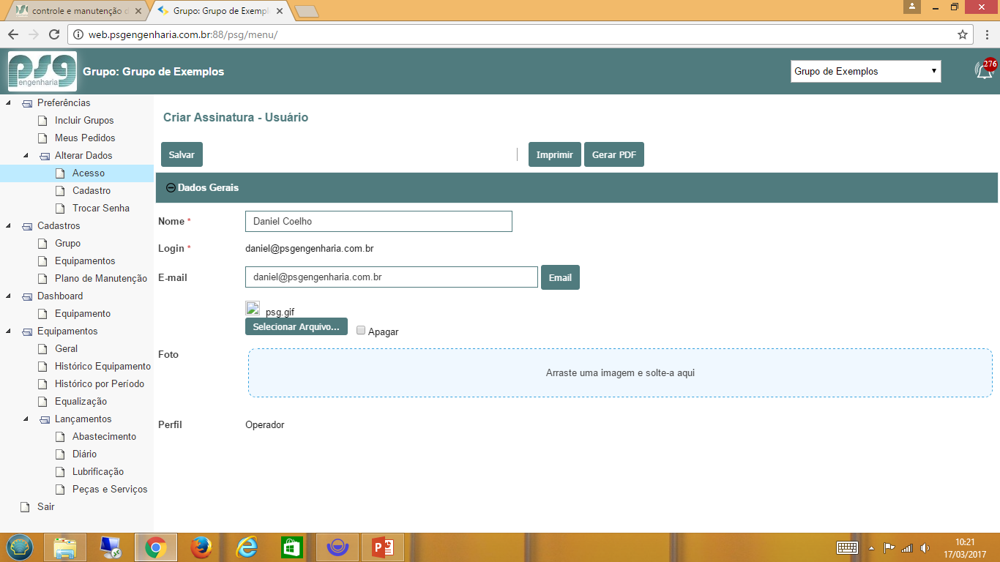 controle e manutenção d
Grupo: Grupo de Exempl
web.psgengenharia.com.br:88/psg/menu/
psg
engenharia
Grupo: Grupo de Exemplos
Grupo de Exemplos
276
Preferências
Incluir Grupos
Meus Pedidos
Alterar Dados
Acesso
Cadastro
Trocar Senha
Cadastros
Grupo
Equipamentos
Plano de Manutenção
Dashboard
Equipamento
Equipamentos
Geral
Histórico Equipamento
Histórico por Período
Equalização
Lançamentos
Abastecimento
Diário
Lubrificação
Peças e Serviços
Sair
Criar Assinatura - Usuário
Salvar
Imprimir
Gerar PDF
Dados Gerais
Nome * Daniel Coelho
Login * daniel@psgengenharia.com.br
E-mail daniel@psgengenharia.com.br Email
psg.gif
Selecionar Arquivo... Apagar
Foto
Arraste uma imagem e solte-a aqui
Perfil Operador
10:21
17/03/2017